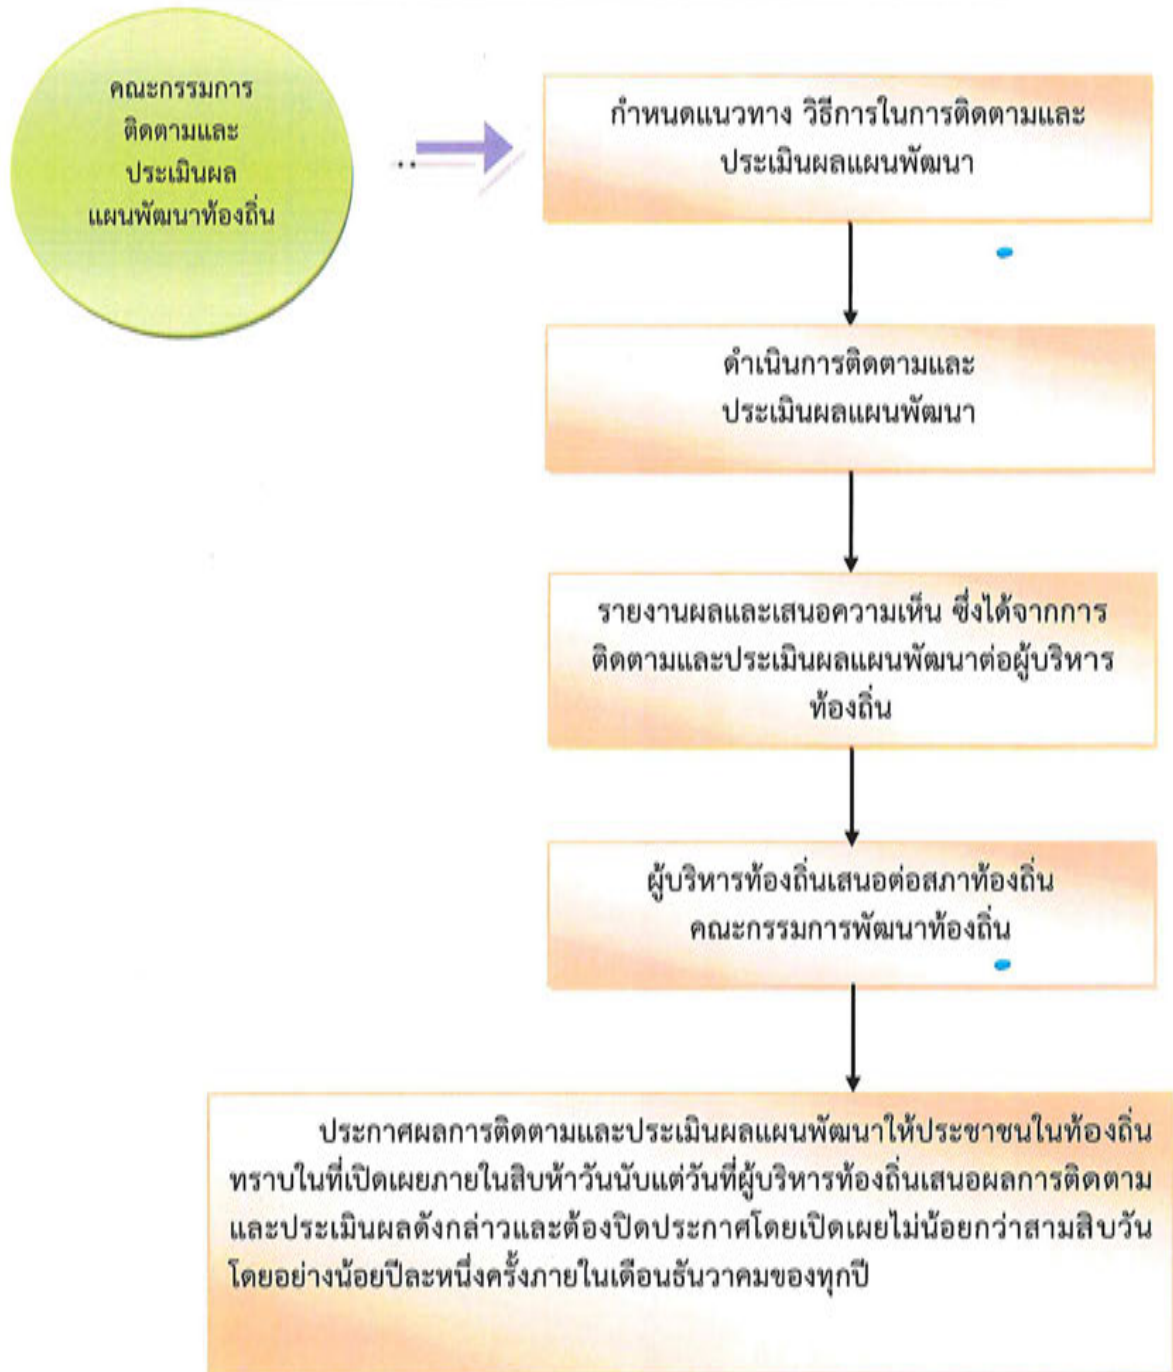 คณะกรรมการ
ติดตามและ
ประเมินผล
แผนพัฒนาท้องถิ่น
กำหนดแนวทาง วิธีการในการติดตามและ
ประเมินผลแผนพัฒนา
ดำเนินการติดตามและ
ประเมินผลแผนพัฒนา
รายงานผลและเสนอความเห็น ซึ่งได้จากการ
ติดตามและประเมินผลแผนพัฒนาต่อผู้บริหาร
ท้องถิ่น
ผู้บริหารท้องถิ่นเสนอต่อสภาท้องถิ่น
คณะกรรมการพัฒนาท้องถิ่น
ประกาศผลการติดตามและประเมินผลแผนพัฒนาให้ประชาชนในท้องถิ่น
ทราบในที่เปิดเผยภายในสิบห้าวันนับแต่วันที่ผู้บริหารท้องถิ่นเสนอผลการติดตาม
และประเมินผลดังกล่าวและต้องปิดประกาศโดยเปิดเผยไม่น้อยกว่าสามสิบวัน
โดยอย่างน้อยปีละหนึ่งครั้งภายในเดือนธันวาคมของทุกปี